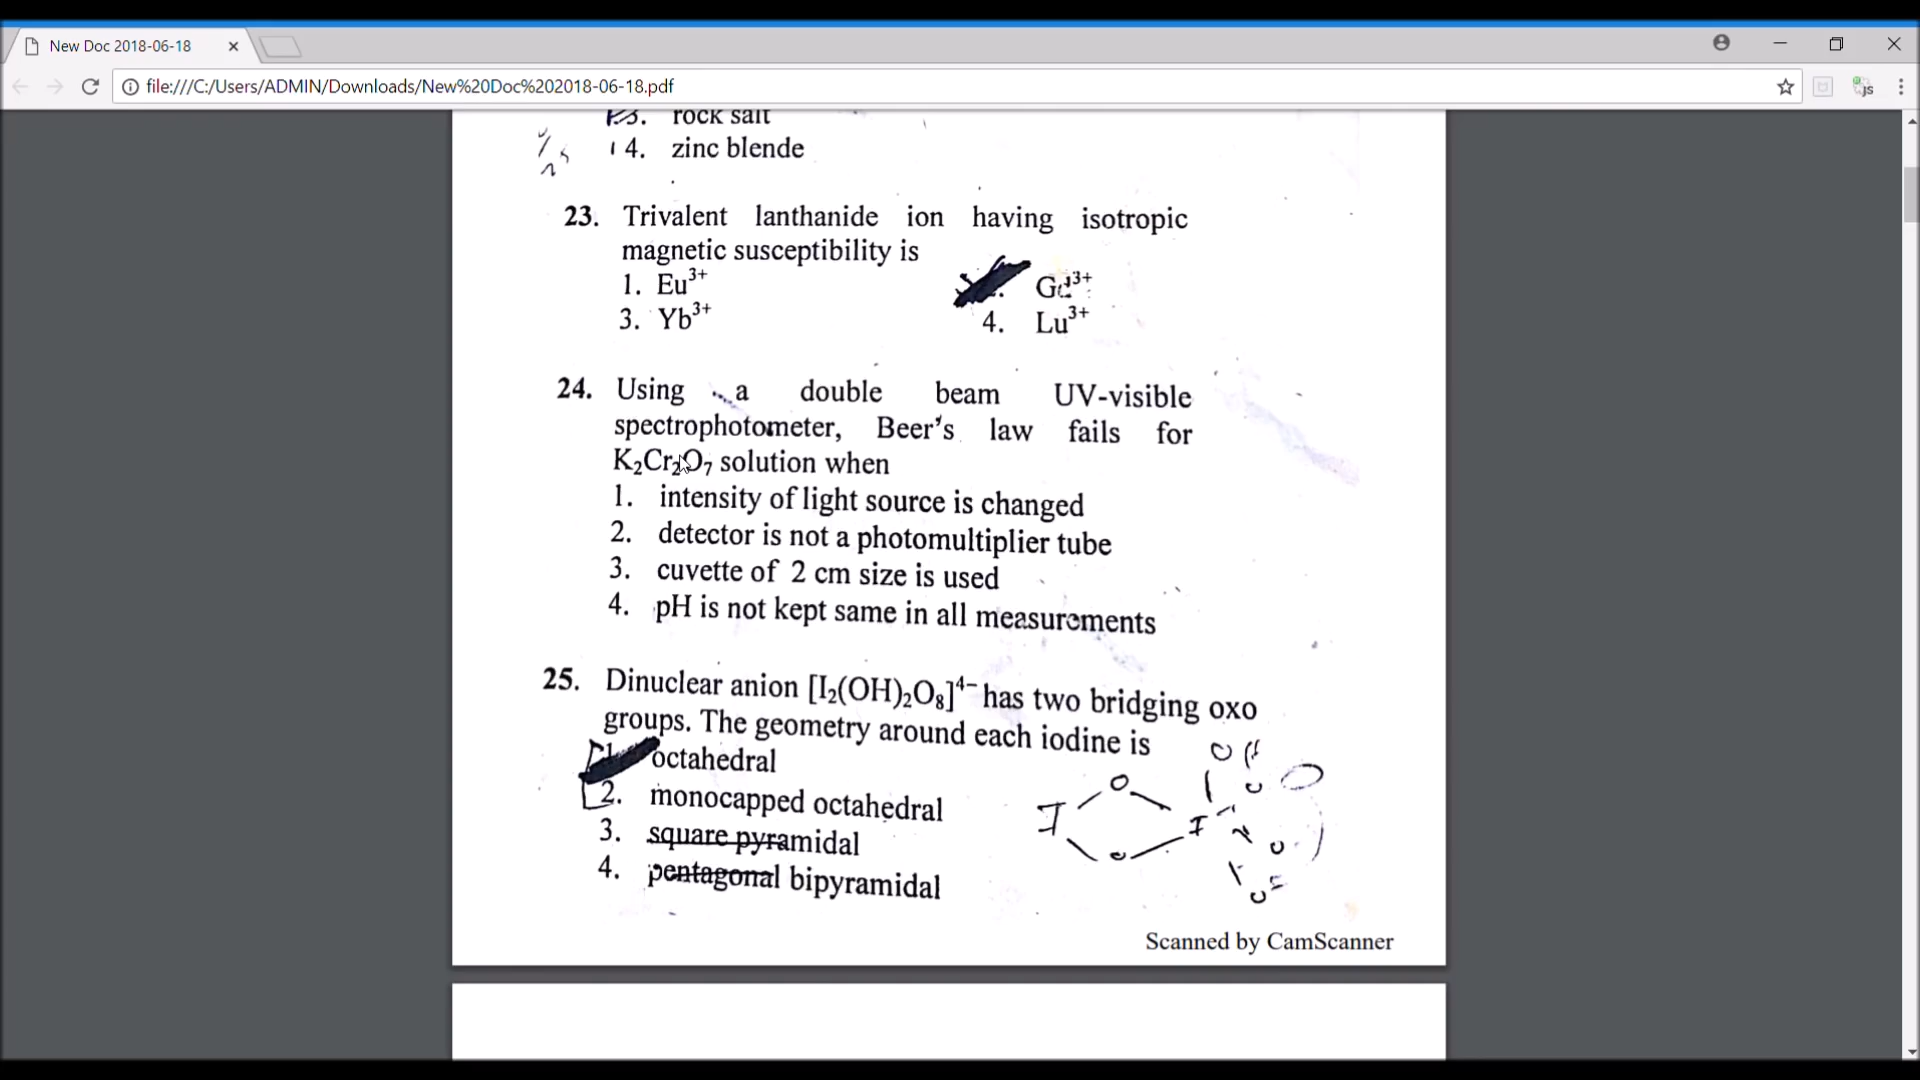 New Doc 2018-06-18
file:///C:/Users/ADMIN/Downloads/New%20Doc%202018-06-18.pdf
js
3. rock salt
4. zinc blende
23. Trivalent lanthanide ion having isotropic
magnetic susceptibility is
1. Eu³⁺ Gd³⁺
3. Yb³⁺ 4. Lu³⁺
24. Using a double beam UV-visible
spectrophotometer, Beer's law fails for
K₂Cr₂O₇ solution when
1. intensity of light source is changed
2. detector is not a photomultiplier tube
3. cuvette of 2 cm size is used
4. pH is not kept same in all measurements
25. Dinuclear anion [I₂(OH)₂O₈]⁴⁻ has two bridging oxo
groups. The geometry around each iodine is
octahedral
2. monocapped octahedral
3. square pyramidal
4. pentagonal bipyramidal
Scanned by CamScanner